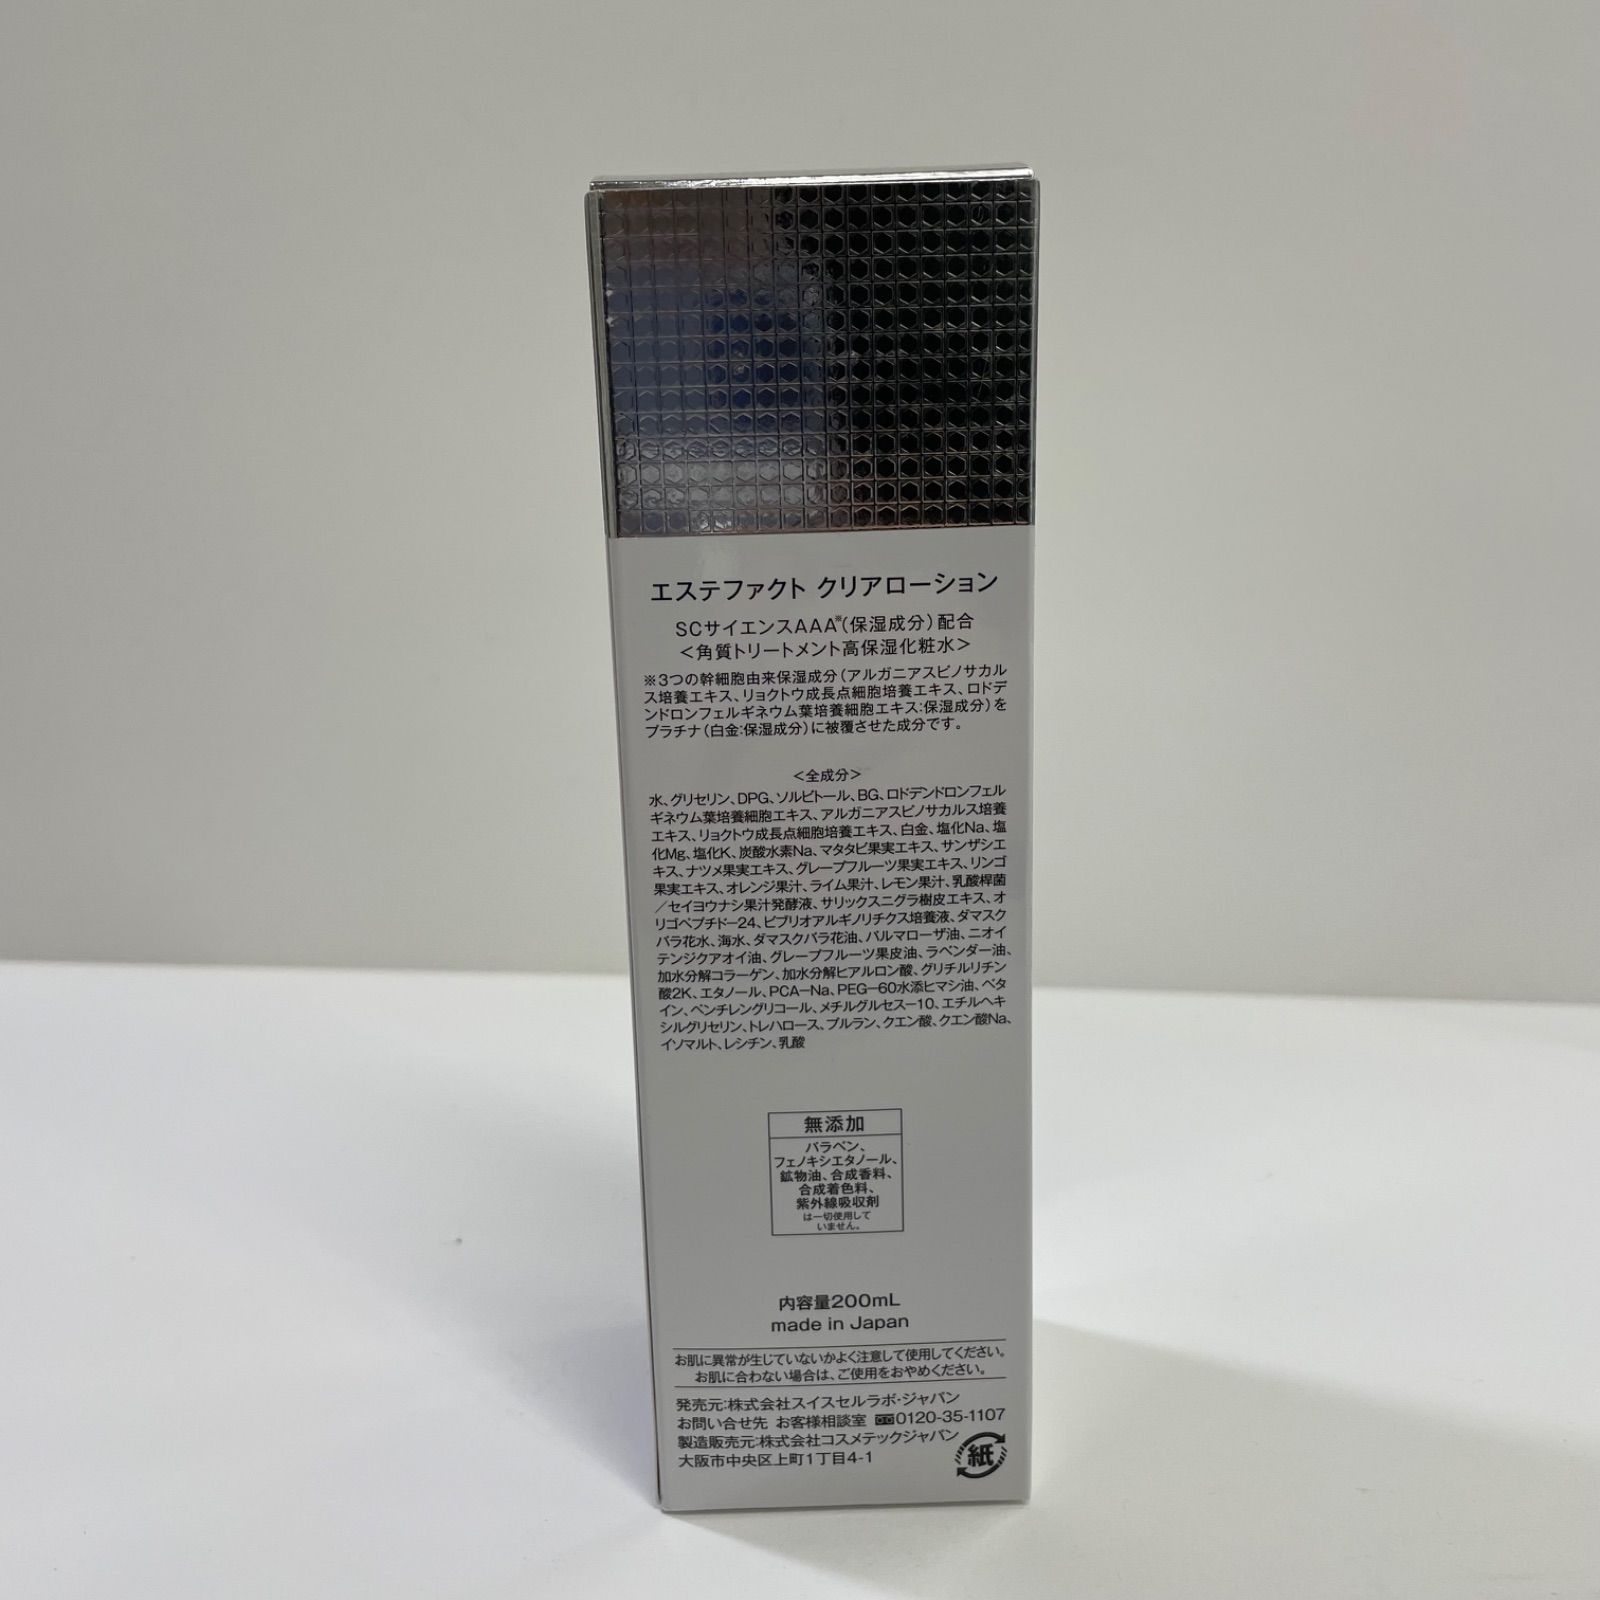 エステファクト クリアローション
SCサイエンスAAA※(保湿成分)配合
＜角質トリートメント高保湿化粧水＞
※3つの幹細胞由来保湿成分(アルガニアスピノサカル
ス培養エキス、リョクトウ成長点細胞培養エキス、ロドデ
ンドロンフェルギネウム葉培養細胞エキス:保湿成分)を
プラチナ(白金:保湿成分)に被覆させた成分です。
＜全成分＞
水、グリセリン、DPG、ソルビトール、BG、ロドデンドロンフェル
ギネウム葉培養細胞エキス、アルガニアスピノサカルス培養
エキス、リョクトウ成長点細胞培養エキス、白金、塩化Na、塩
化Mg、塩化K、炭酸水素Na、マタタビ果実エキス、サンザシエ
キス、ナツメ果実エキス、グレープフルーツ果実エキス、リンゴ
果実エキス、オレンジ果汁、ライム果汁、レモン果汁、乳酸桿菌
／セイヨウナシ果汁発酵液、サリックスニグラ樹皮エキス、オ
リゴペプチド-24、ビブリオアルギノリチクス培養液、ダマスク
バラ花水、海水、ダマスクバラ花油、パルマローザ油、ニオイ
テンジクアオイ油、グレープフルーツ果皮油、ラベンダー油、
加水分解コラーゲン、加水分解ヒアルロン酸、グリチルリチン
酸2K、エタノール、PCA-Na、PEG-60水添ヒマシ油、ベタ
イン、ペンチレングリコール、メチルグルセス-10、エチルヘキ
シルグリセリン、トレハロース、プルラン、クエン酸、クエン酸Na、
イソマルト、レシチン、乳酸
無添加
パラベン、
フェノキシエタノール、
鉱物油、合成香料、
合成着色料、
紫外線吸収剤
は一切使用して
いません。
内容量200mL
made in Japan
お肌に異常が生じていないかよく注意して使用してください。
お肌に合わない場合は、ご使用をおやめください。
発売元:株式会社スイスセルラボ・ジャパン
お問い合せ先 お客様相談室 0120-35-1107
製造販売元:株式会社コスメテックジャパン
大阪市中央区上町1丁目4-1
紙